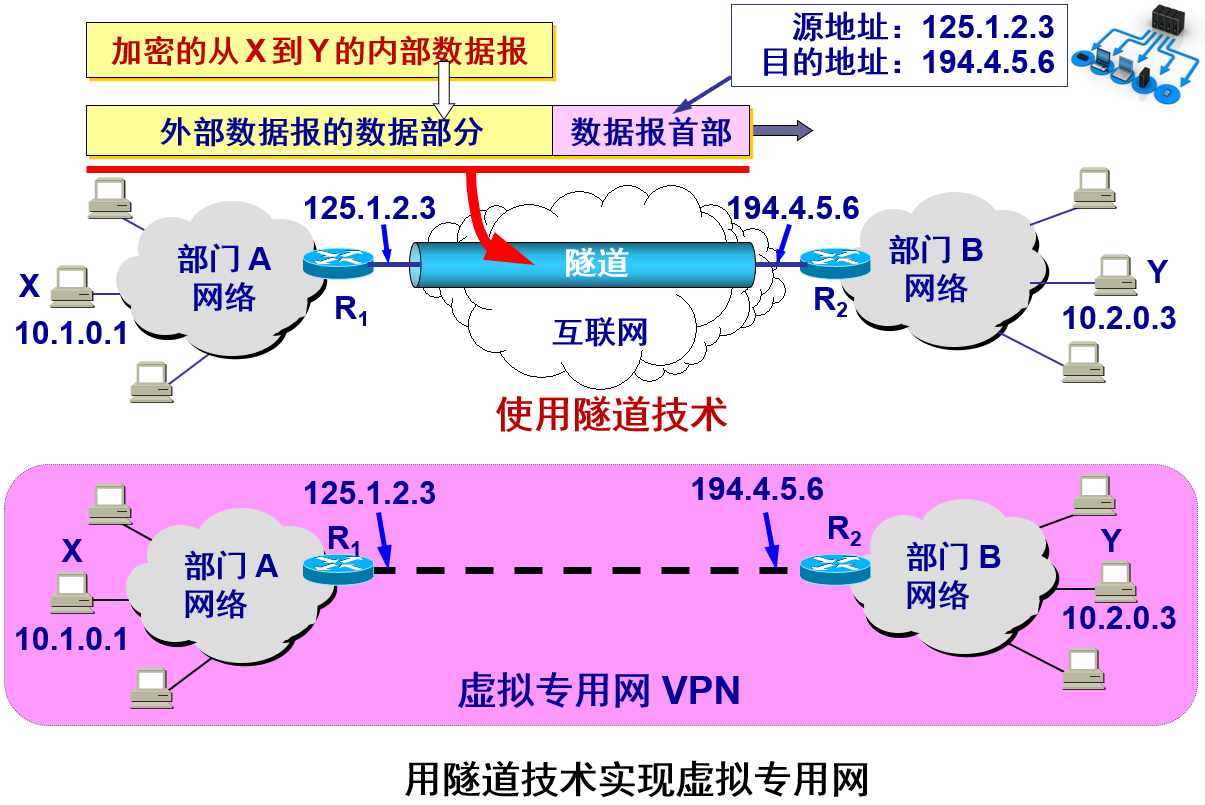 源地址：125.1.2.3
目的地址：194.4.5.6
加密的从 X 到 Y 的内部数据报
外部数据报的数据部分
数据报首部
125.1.2.3
194.4.5.6
部门 A
网络
隧道
部门 B
网络
X
Y
R1
R2
10.1.0.1
10.2.0.3
互联网
使用隧道技术
125.1.2.3
194.4.5.6
R1
R2
X
Y
部门 A
网络
部门 B
网络
10.1.0.1
10.2.0.3
虚拟专用网 VPN
用隧道技术实现虚拟专用网